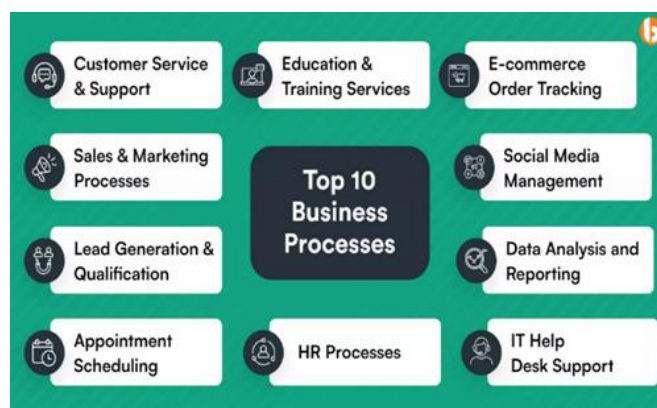 Customer Service
& Support
Education &
Training Services
E-commerce
Order Tracking
Sales & Marketing
Processes
Top 10
Business
Processes
Social Media
Management
Lead Generation &
Qualification
Data Analysis and
Reporting
Appointment
Scheduling
HR Processes
IT Help
Desk Support